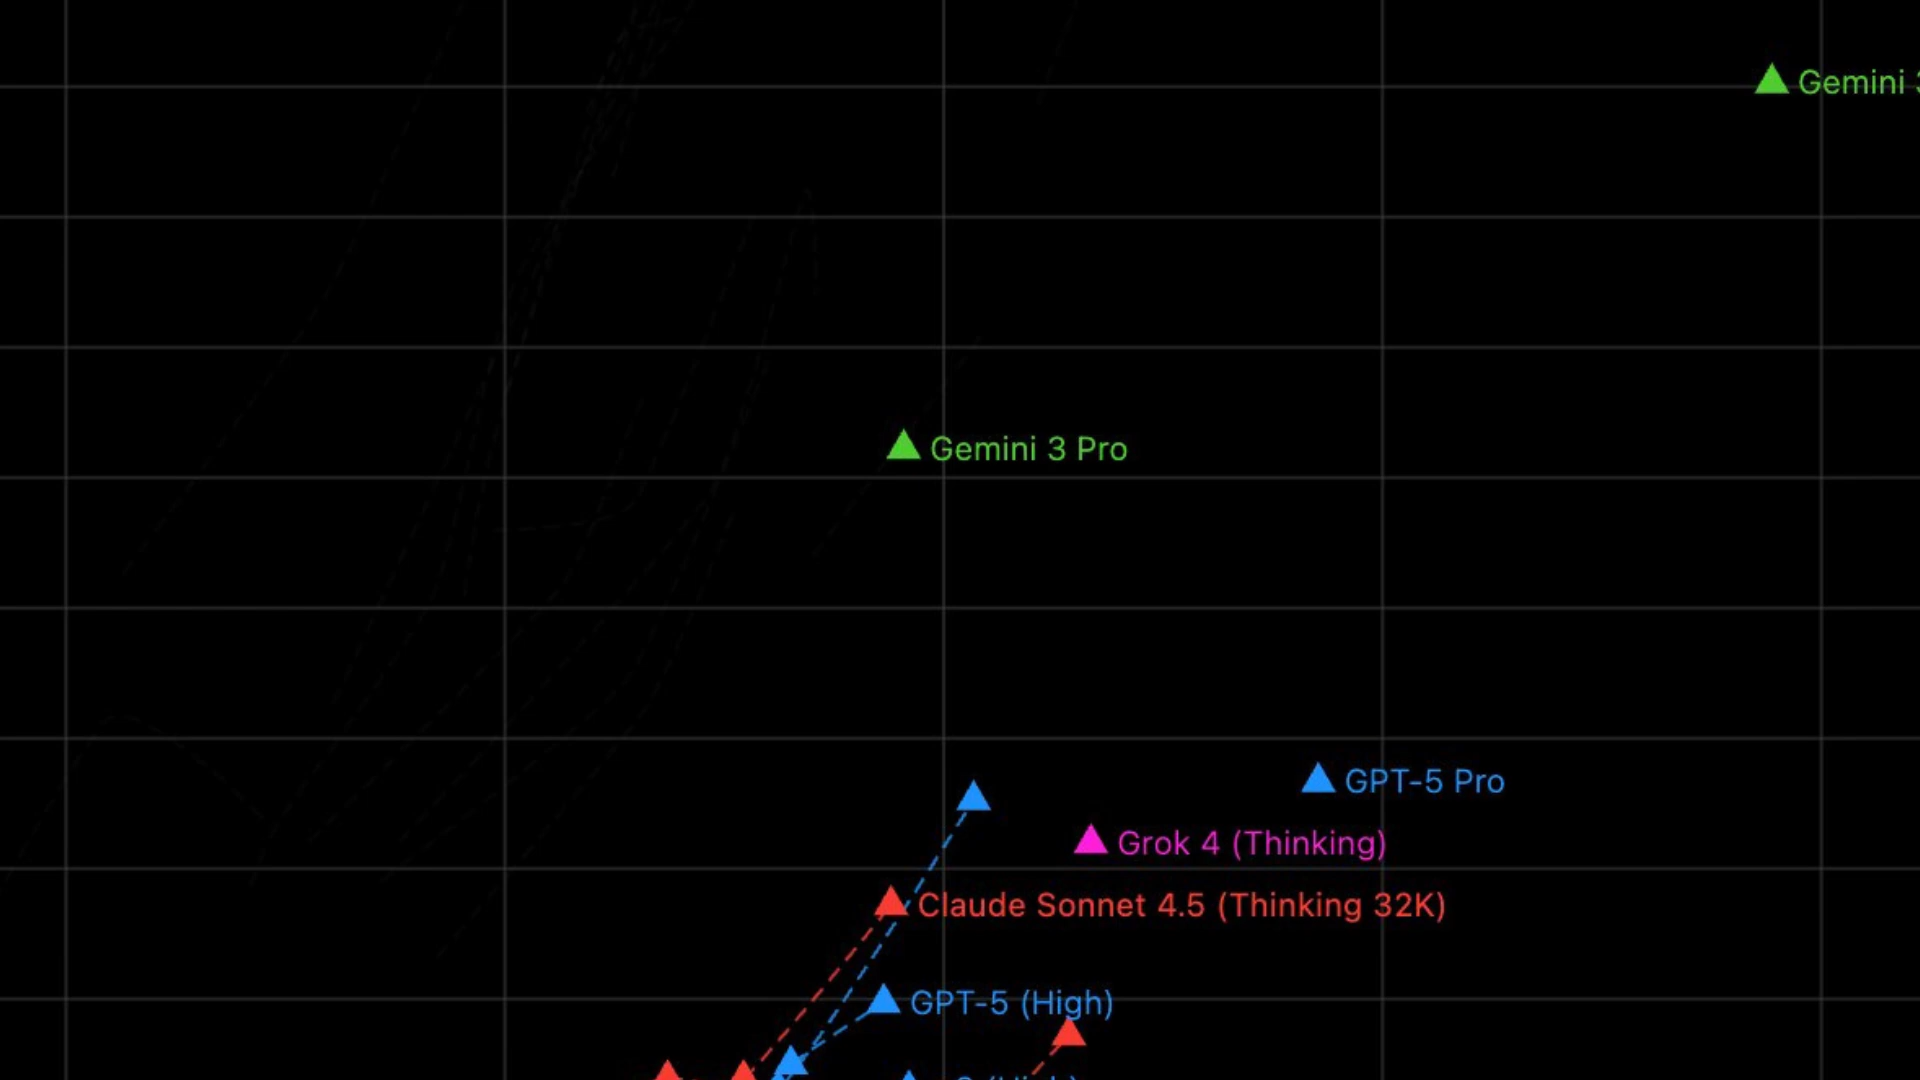 Gemini
Gemini 3 Pro
GPT-5 Pro
Grok 4 (Thinking)
Claude Sonnet 4.5 (Thinking 32K)
GPT-5 (High)